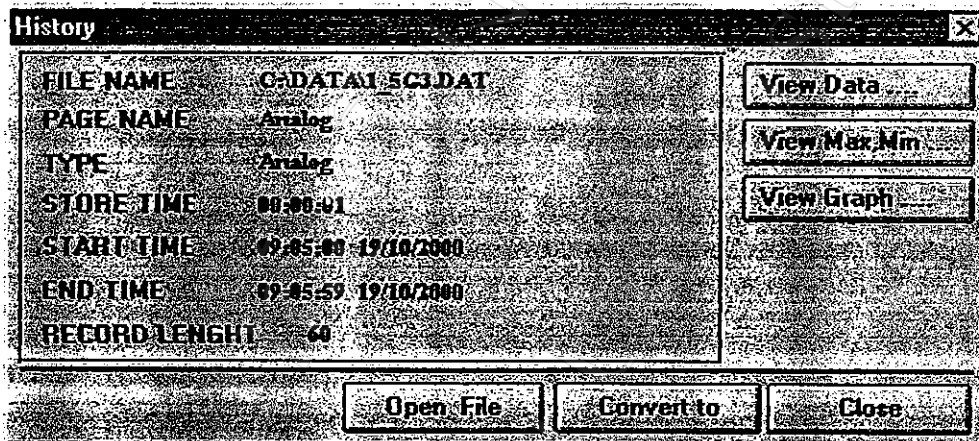 History
FILE NAME C:\DATA\1_5C3.DAT
PAGE NAME Analog
TYPE Analog
STORE TIME 00:00:01
START TIME 09:05:00 19/10/2000
END TIME 09:05:59 19/10/2000
RECORD LENGHT 60
View Data ...
View Max,Min ...
View Graph ...
Open File Convert to Close